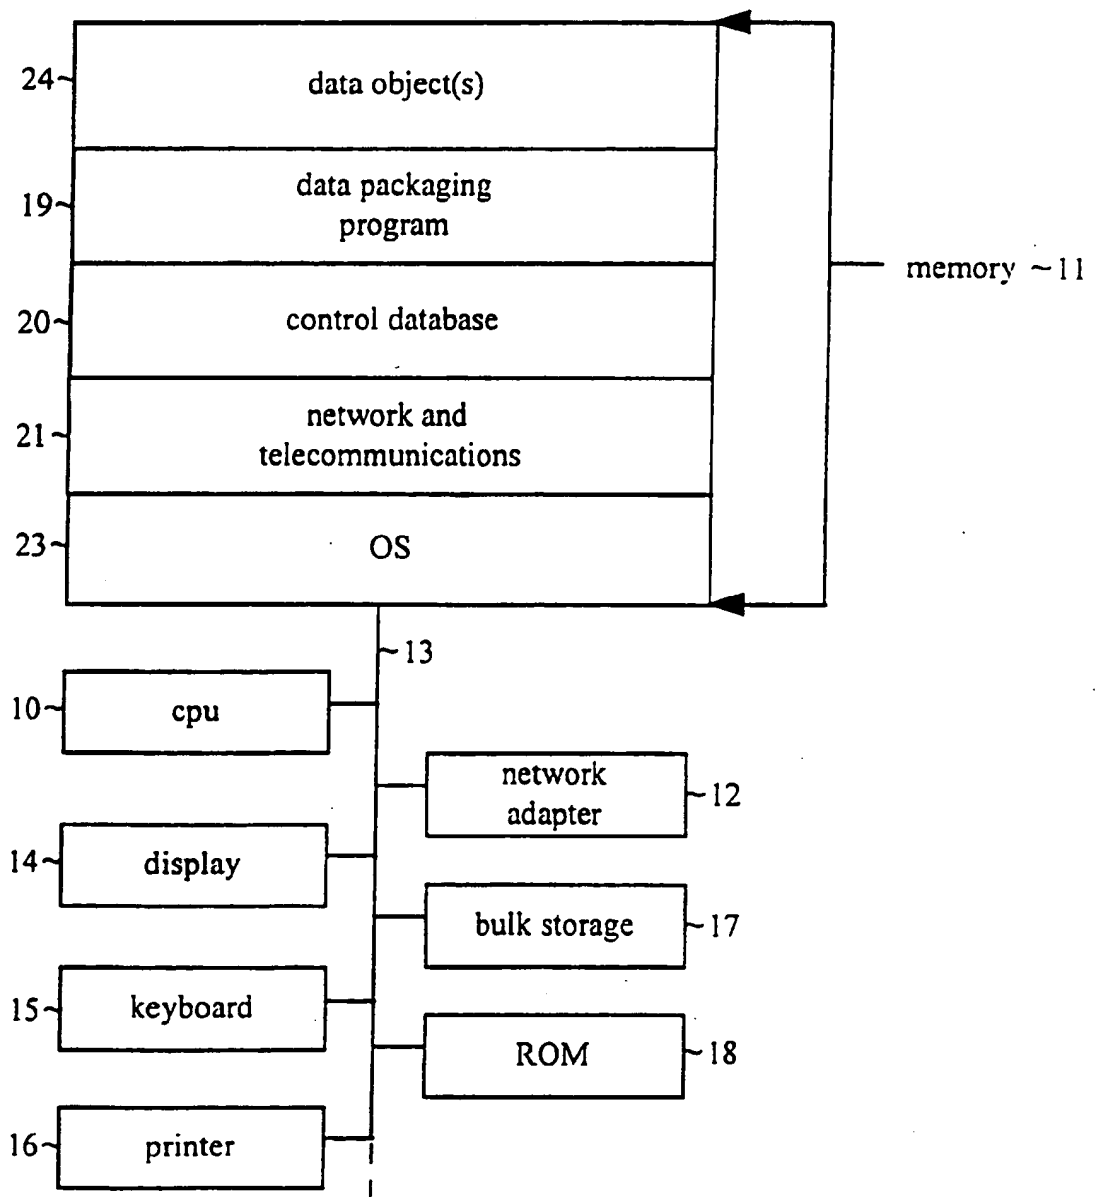 24~ data object(s)
19~ data packaging
program
memory ~11
20~ control database
21~ network and
telecommunications
23~ OS
~13
10~ cpu
network
adapter ~12
14~ display
bulk storage ~17
15~ keyboard
ROM ~18
16~ printer